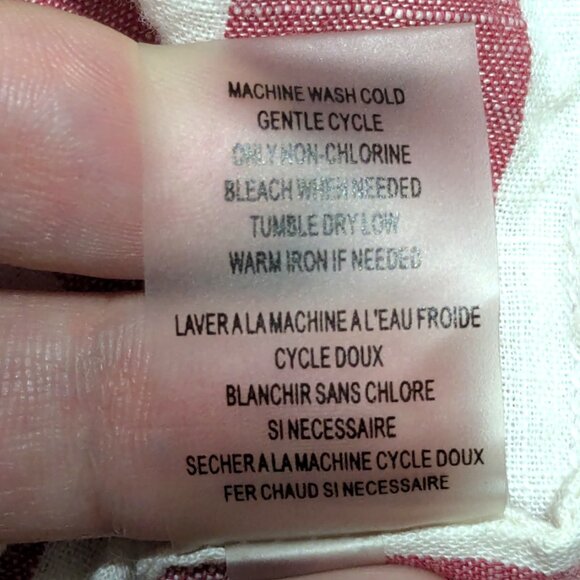 MACHINE WASH COLD
GENTLE CYCLE
ONLY NON-CHLORINE
BLEACH WHEN NEEDED
TUMBLE DRY LOW
WARM IRON IF NEEDED
LAVER A LA MACHINE A L'EAU FROIDE
CYCLE DOUX
BLANCHIR SANS CHLORE
SI NECESSAIRE
SECHER A LA MACHINE CYCLE DOUX
FER CHAUD SI NECESSAIRE